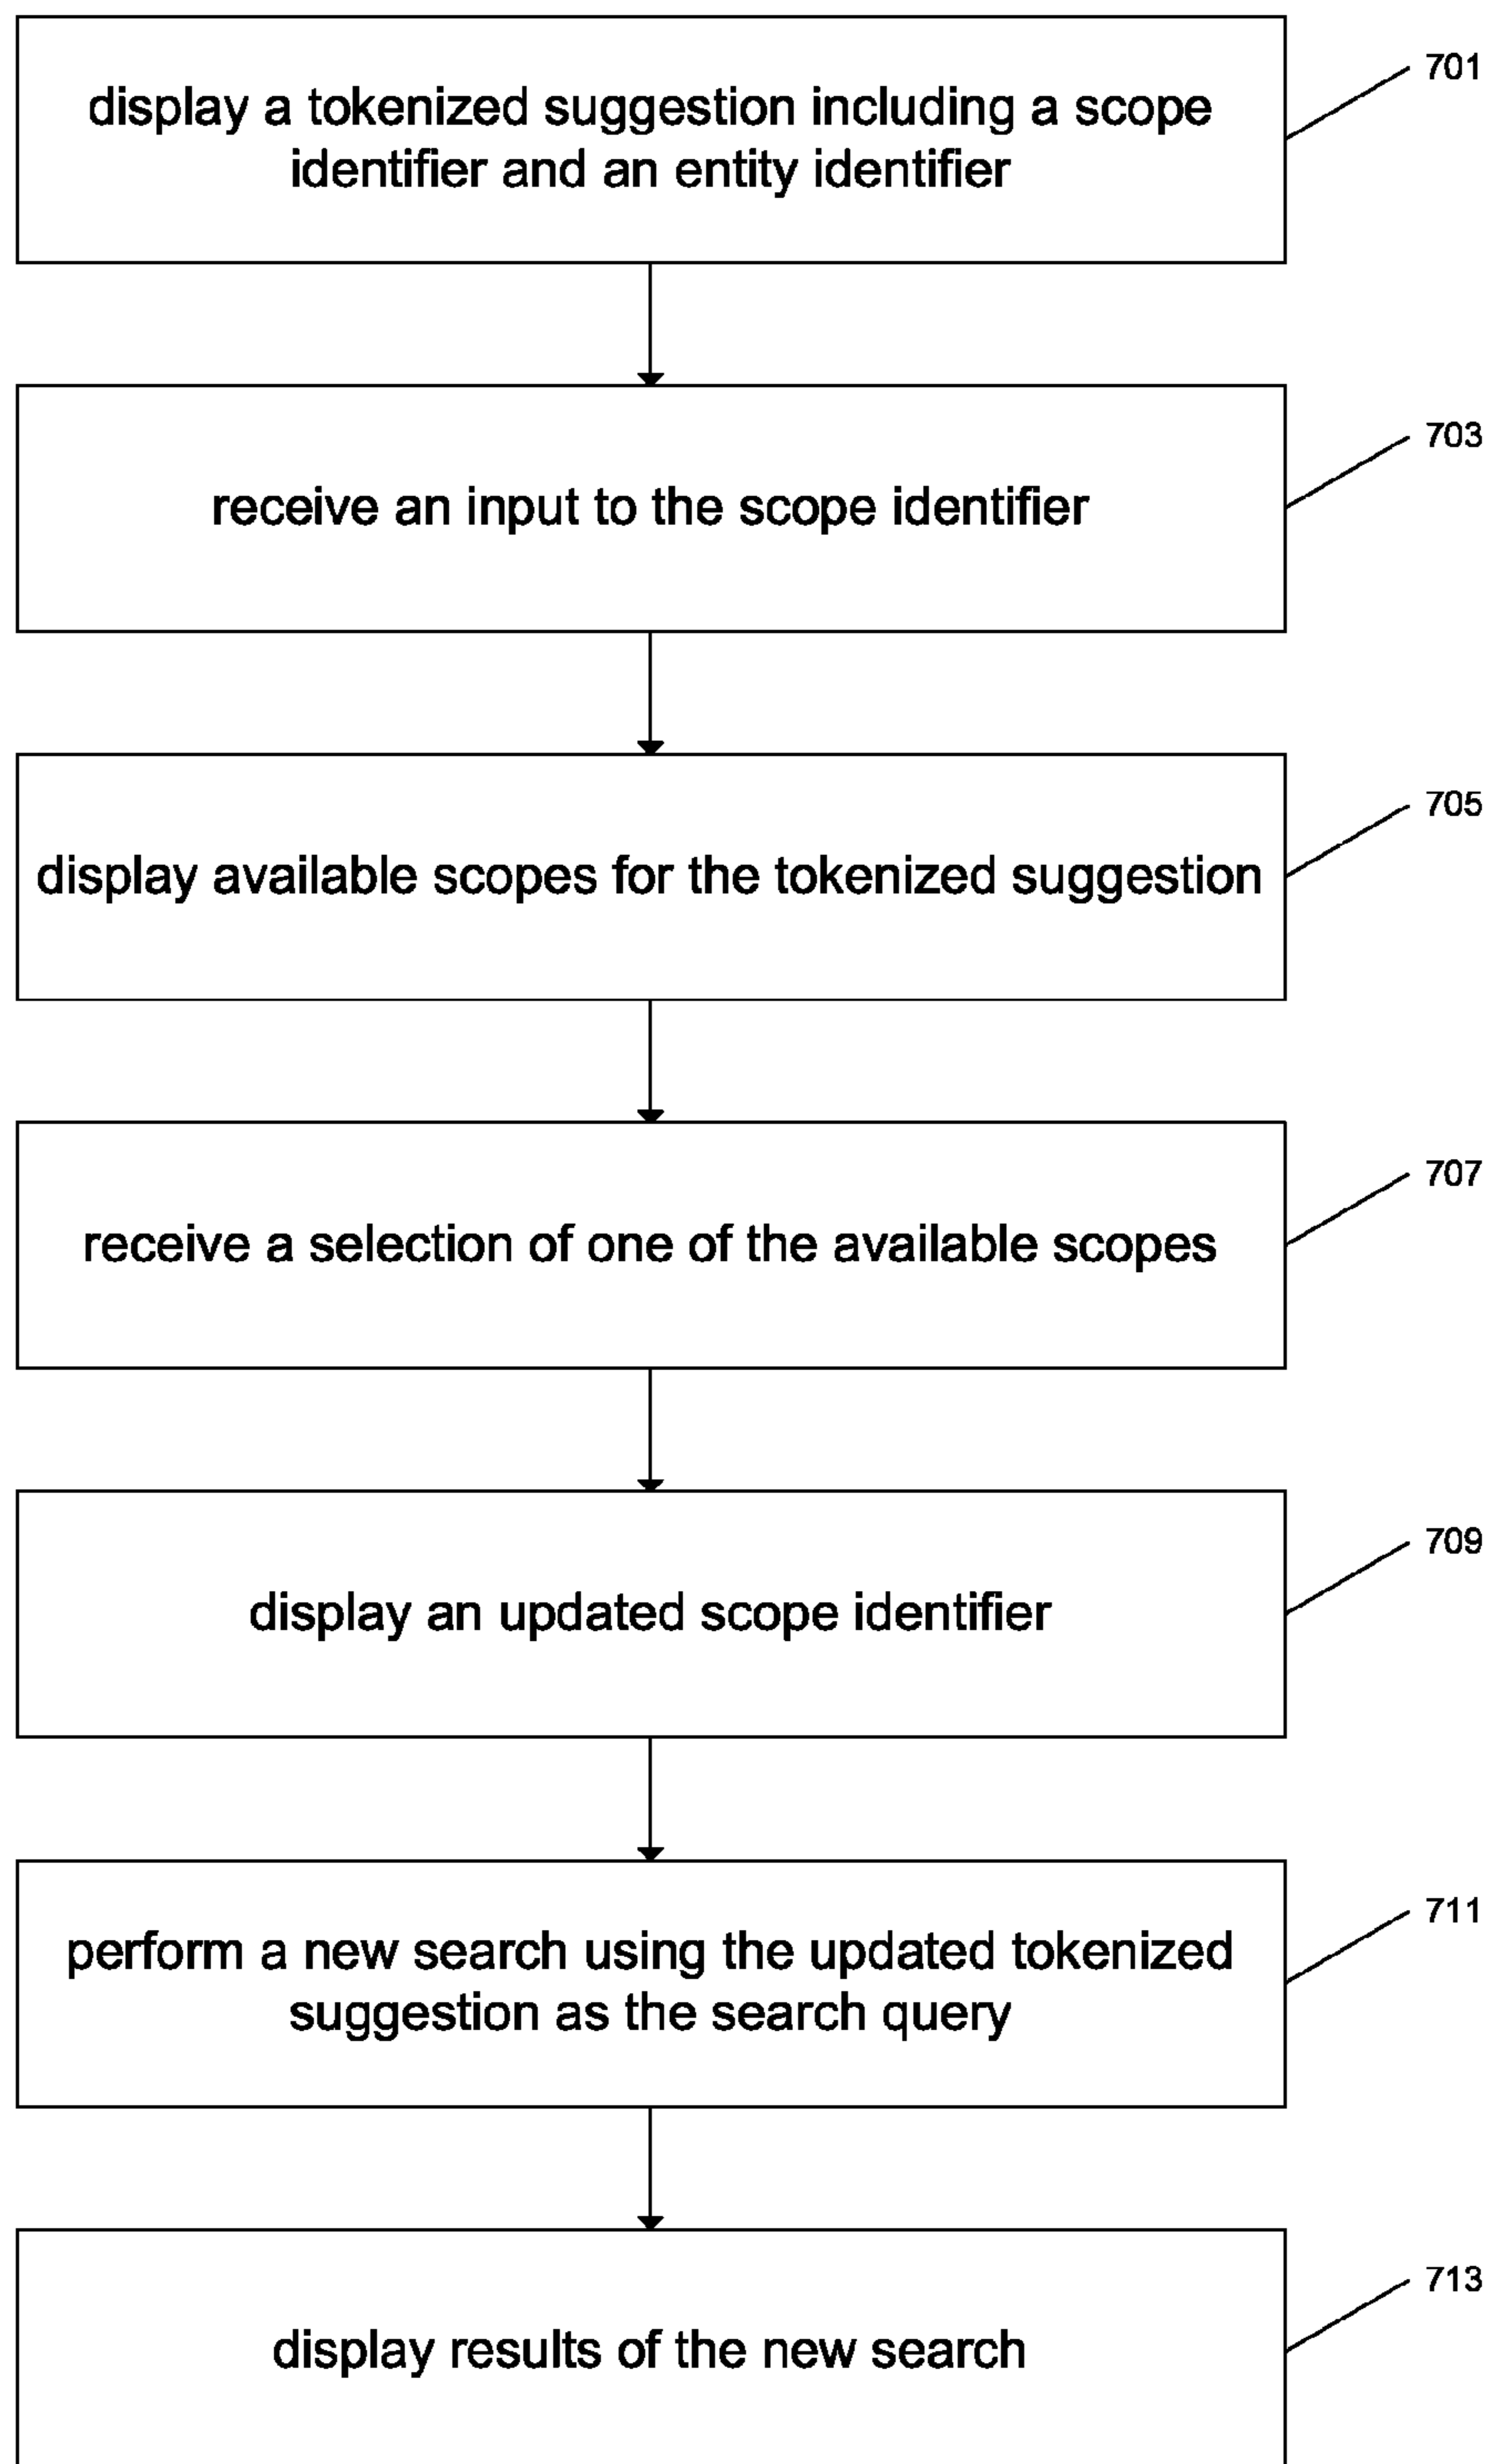 display a tokenized suggestion including a scope
identifier and an entity identifier
701
receive an input to the scope identifier
703
display available scopes for the tokenized suggestion
705
receive a selection of one of the available scopes
707
display an updated scope identifier
709
perform a new search using the updated tokenized
suggestion as the search query
711
display results of the new search
713